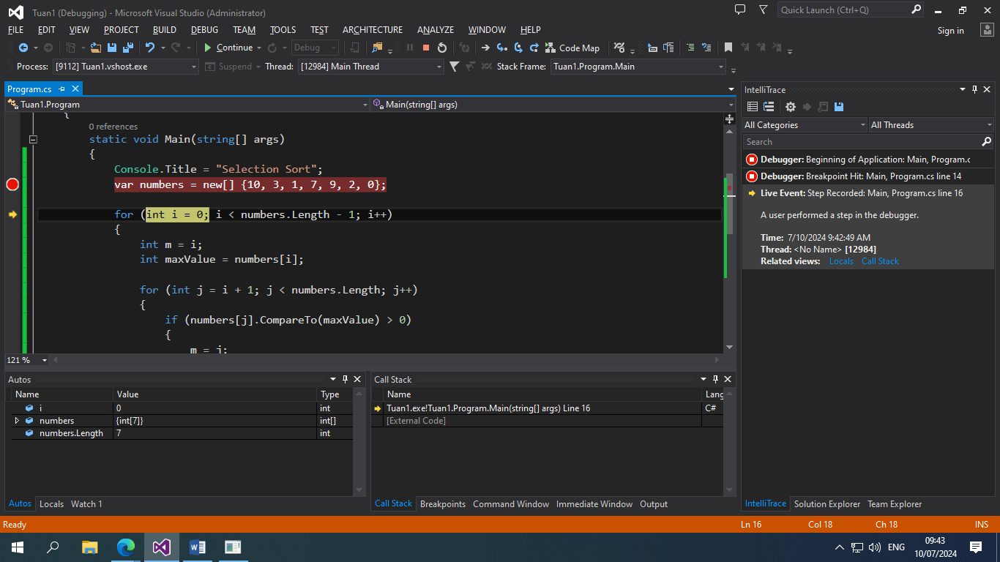 Tuan1 (Debugging) - Microsoft Visual Studio (Administrator)
Quick Launch (Ctrl+Q)
FILE EDIT VIEW PROJECT BUILD DEBUG TEAM TOOLS TEST ARCHITECTURE ANALYZE WINDOW HELP
Sign in
Continue Debug Code Map
Process: [9112] Tuan1.vshost.exe Suspend Thread: [12984] Main Thread Stack Frame: Tuan1.Program.Main
Program.cs
Tuan1.Program Main(string[] args)
{
0 references
static void Main(string[] args)
{
Console.Title = "Selection Sort";
var numbers = new[] {10, 3, 1, 7, 9, 2, 0};
for (int i = 0; i < numbers.Length - 1; i++)
{
int m = i;
int maxValue = numbers[i];
for (int j = i + 1; j < numbers.Length; j++)
{
if (numbers[j].CompareTo(maxValue) > 0)
{
m = j;
121 %
IntelliTrace
All Categories All Threads
Search
Debugger: Beginning of Application: Main, Program.c
Debugger: Breakpoint Hit: Main, Program.cs line 14
Live Event: Step Recorded: Main, Program.cs line 16
A user performed a step in the debugger.
Time: 7/10/2024 9:42:49 AM
Thread: <No Name> [12984]
Related views: Locals Call Stack
Autos
Name Value Type
i 0 int
numbers {int[7]} int[]
numbers.Length 7 int
Autos Locals Watch 1
Call Stack
Name Lang
Tuan1.exe!Tuan1.Program.Main(string[] args) Line 16 C#
[External Code]
Call Stack Breakpoints Command Window Immediate Window Output
IntelliTrace Solution Explorer Team Explorer
Ready Ln 16 Col 18 Ch 18 INS
ENG
09:43
10/07/2024